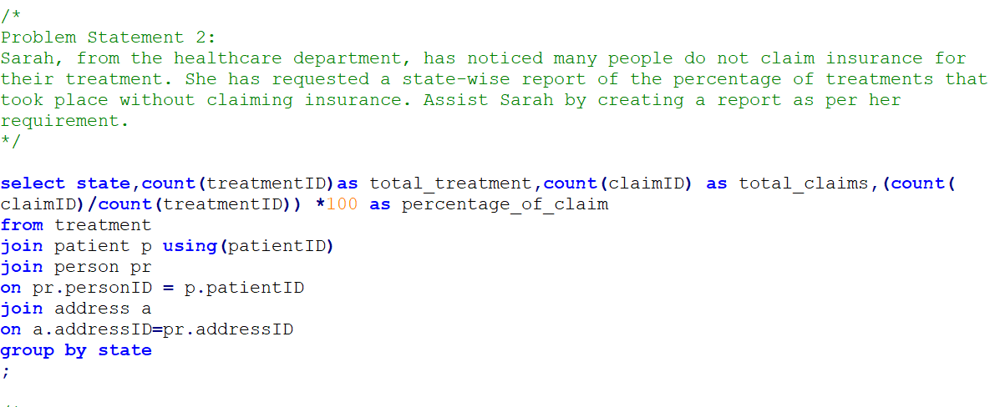 /*
Problem Statement 2:
Sarah, from the healthcare department, has noticed many people do not claim insurance for
their treatment. She has requested a state-wise report of the percentage of treatments that
took place without claiming insurance. Assist Sarah by creating a report as per her
requirement.
*/
select state,count(treatmentID)as total_treatment,count(claimID) as total_claims,(count(
claimID)/count(treatmentID)) *100 as percentage_of_claim
from treatment
join patient p using(patientID)
join person pr
on pr.personID = p.patientID
join address a
on a.addressID=pr.addressID
group by state
;